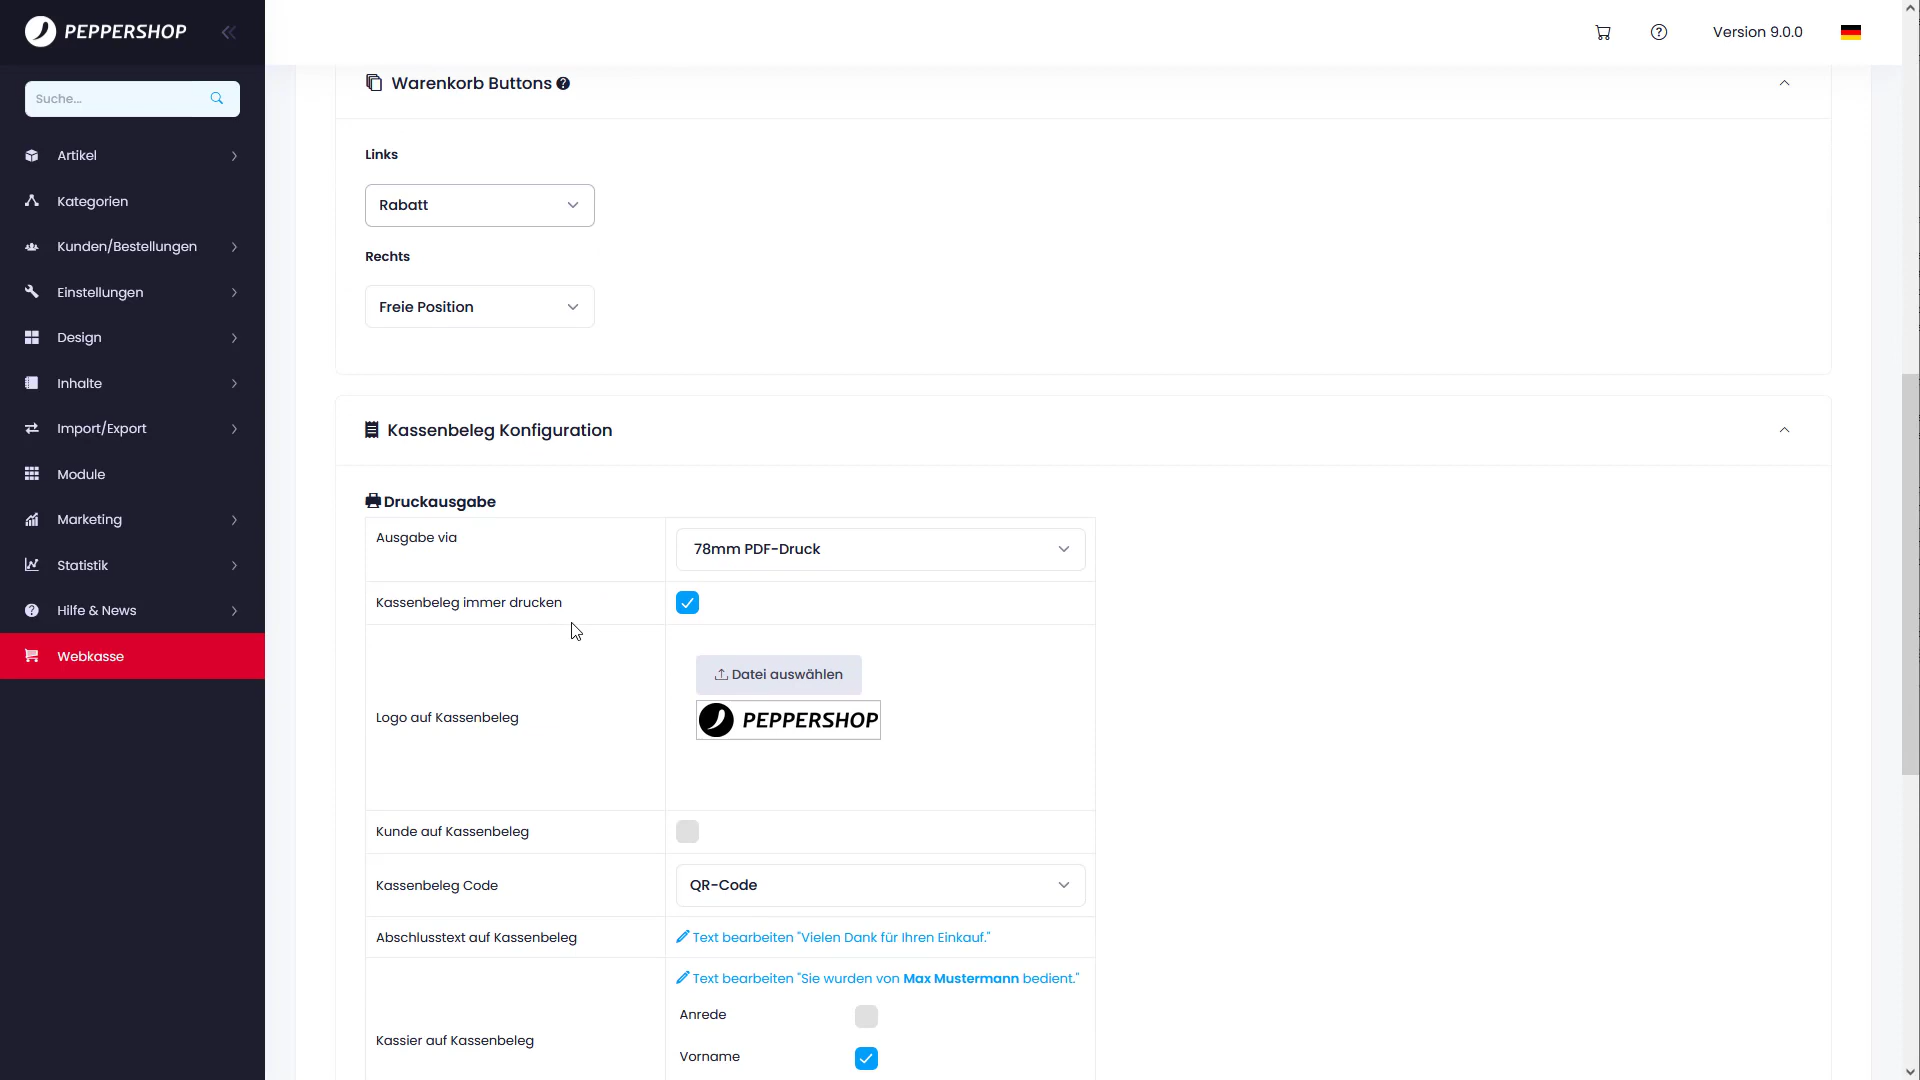 PEPPERSHOP
Version 9.0.0
Suche...
Artikel
Kategorien
Kunden/Bestellungen
Einstellungen
Design
Inhalte
Import/Export
Module
Marketing
Statistik
Hilfe & News
Webkasse
Warenkorb Buttons
Links
Rabatt
Rechts
Freie Position
Kassenbeleg Konfiguration
Druckausgabe
Ausgabe via
78mm PDF-Druck
Kassenbeleg immer drucken
Datei auswählen
Logo auf Kassenbeleg
PEPPERSHOP
Kunde auf Kassenbeleg
Kassenbeleg Code
QR-Code
Abschlusstext auf Kassenbeleg
Text bearbeiten "Vielen Dank für Ihren Einkauf."
Text bearbeiten "Sie wurden von Max Mustermann bedient."
Anrede
Kassier auf Kassenbeleg
Vorname